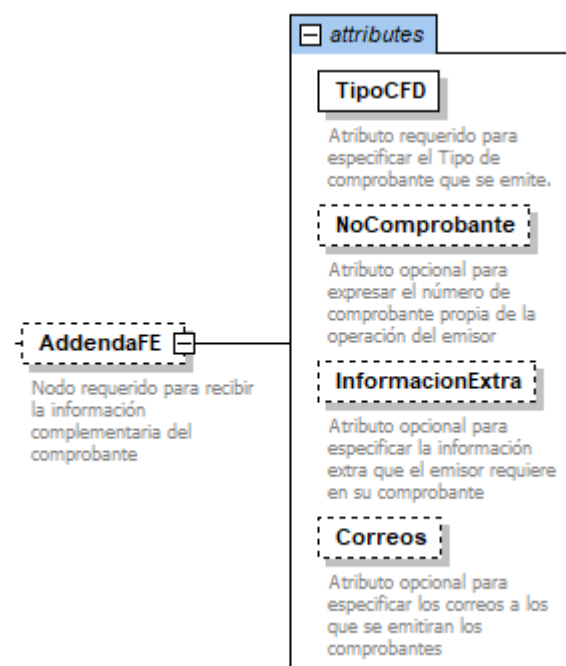 attributes
TipoCFD
Atributo requerido para
especificar el Tipo de
comprobante que se emite.
NoComprobante
Atributo opcional para
expresar el número de
comprobante propia de la
operación del emisor
AddendaFE
Nodo requerido para recibir
la información
complementaria del
comprobante
InformacionExtra
Atributo opcional para
especificar la información
extra que el emisor requiere
en su comprobante
Correos
Atributo opcional para
especificar los correos a los
que se emitiran los
comprobantes